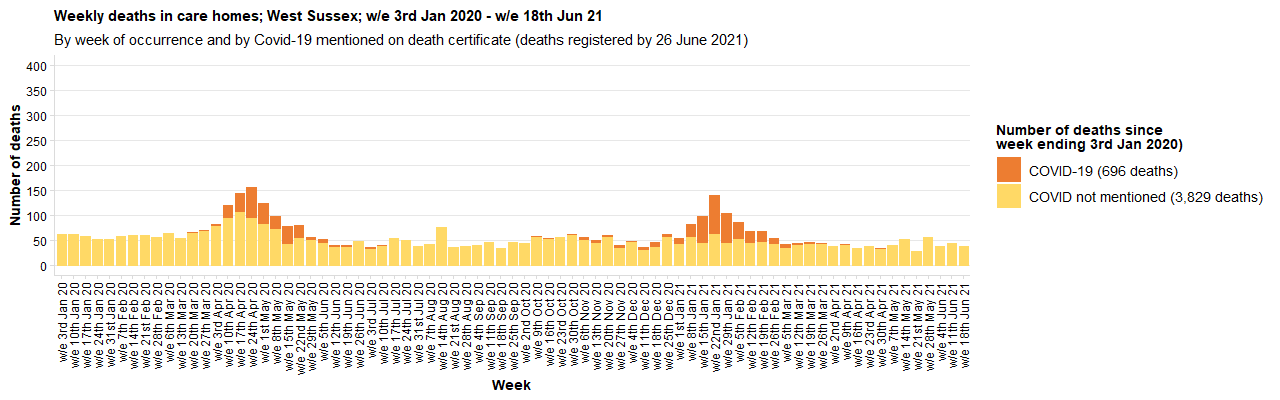 Weekly deaths in care homes; West Sussex; w/e 3rd Jan 2020 - w/e 18th Jun 21
By week of occurrence and by Covid-19 mentioned on death certificate (deaths registered by 26 June 2021)
Number of deaths
400
350
300
250
200
150
100
50
0
w/e 3rd Jan 20
w/e 10th Jan 20
w/e 17th Jan 20
w/e 24th Jan 20
w/e 31st Jan 20
w/e 7th Feb 20
w/e 14th Feb 20
w/e 21st Feb 20
w/e 28th Feb 20
w/e 6th Mar 20
w/e 13th Mar 20
w/e 20th Mar 20
w/e 27th Mar 20
w/e 3rd Apr 20
w/e 10th Apr 20
w/e 17th Apr 20
w/e 24th Apr 20
w/e 1st May 20
w/e 8th May 20
w/e 15th May 20
w/e 22nd May 20
w/e 29th May 20
w/e 5th Jun 20
w/e 12th Jun 20
w/e 19th Jun 20
w/e 26th Jun 20
w/e 3rd Jul 20
w/e 10th Jul 20
w/e 17th Jul 20
w/e 24th Jul 20
w/e 31st Jul 20
w/e 7th Aug 20
w/e 14th Aug 20
w/e 21st Aug 20
w/e 28th Aug 20
w/e 4th Sep 20
w/e 11th Sep 20
w/e 18th Sep 20
w/e 25th Sep 20
w/e 2nd Oct 20
w/e 9th Oct 20
w/e 16th Oct 20
w/e 23rd Oct 20
w/e 30th Oct 20
w/e 6th Nov 20
w/e 13th Nov 20
w/e 20th Nov 20
w/e 27th Nov 20
w/e 4th Dec 20
w/e 11th Dec 20
w/e 18th Dec 20
w/e 25th Dec 20
w/e 1st Jan 21
w/e 8th Jan 21
w/e 15th Jan 21
w/e 22nd Jan 21
w/e 29th Jan 21
w/e 5th Feb 21
w/e 12th Feb 21
w/e 19th Feb 21
w/e 26th Feb 21
w/e 5th Mar 21
w/e 12th Mar 21
w/e 19th Mar 21
w/e 26th Mar 21
w/e 2nd Apr 21
w/e 9th Apr 21
w/e 16th Apr 21
w/e 23rd Apr 21
w/e 30th Apr 21
w/e 7th May 21
w/e 14th May 21
w/e 21st May 21
w/e 28th May 21
w/e 4th Jun 21
w/e 11th Jun 21
w/e 18th Jun 21
Week
Number of deaths since
week ending 3rd Jan 2020)
COVID-19 (696 deaths)
COVID not mentioned (3,829 deaths)